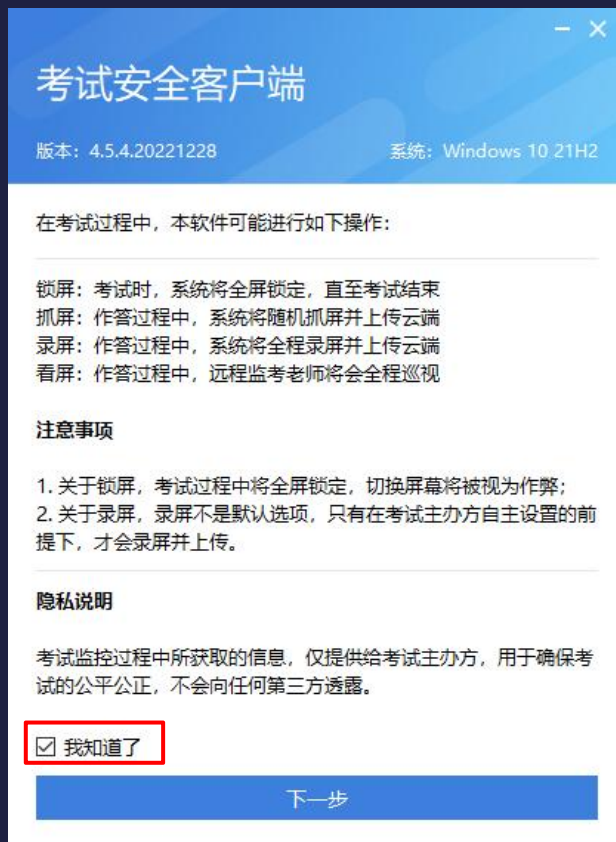 考试安全客户端
版本：4.5.4.20221228
系统：Windows 10 21H2
在考试过程中，本软件可能进行如下操作：
锁屏：考试时，系统将全屏锁定，直至考试结束
抓屏：作答过程中，系统将随机抓屏并上传云端
录屏：作答过程中，系统将全程录屏并上传云端
看屏：作答过程中，远程监考老师将会全程巡视
注意事项
1. 关于锁屏，考试过程中将全屏锁定，切换屏幕将被视为作弊；
2. 关于录屏，录屏不是默认选项，只有在考试主办方自主设置的前
提下，才会录屏并上传。
隐私说明
考试监控过程中所获取的信息，仅提供给考试主办方，用于确保考
试的公平公正，不会向任何第三方透露。
我知道了
下一步